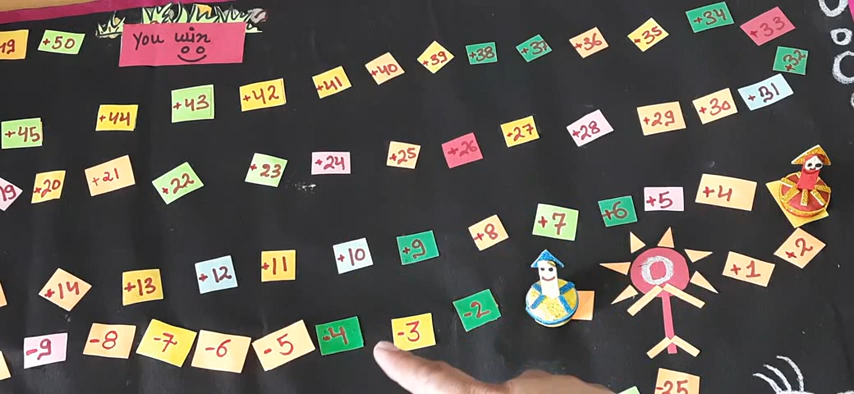 49 +50 You win +39 +38 +37 +36 +35 +34 +33
+41 +40 +32
+45 +44 +43 +42 +31
+25 +26 +27 +28 +29 +30
19 +20 +21 +22 +23 +24
+10 +9 +8 +7 +6 +5 +4
+14 +13 +12 +11 0 +1 +2
-9 -8 -7 -6 -5 -4 -3 -2
-25